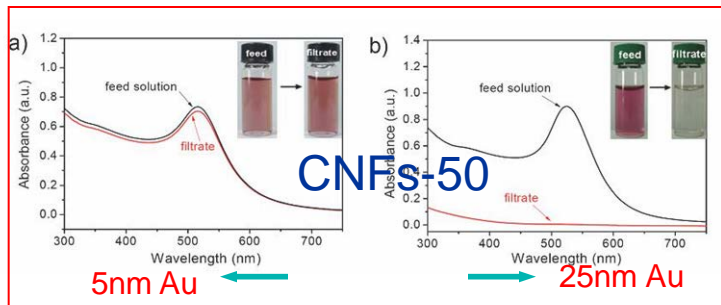 a)
1.2
1.0
0.8
0.6
0.4
0.2
0.0
Absorbance (a.u.)
feed solution
filtrate
feed
filtrate
300
400
500
600
700
Wavelength (nm)
b)
1.4
1.2
1.0
0.8
0.6
0.4
0.2
0.0
Absorbance (a.u.)
feed solution
filtrate
feed
filtrate
300
400
500
600
700
Wavelength (nm)
CNFs-50
5nm Au
25nm Au